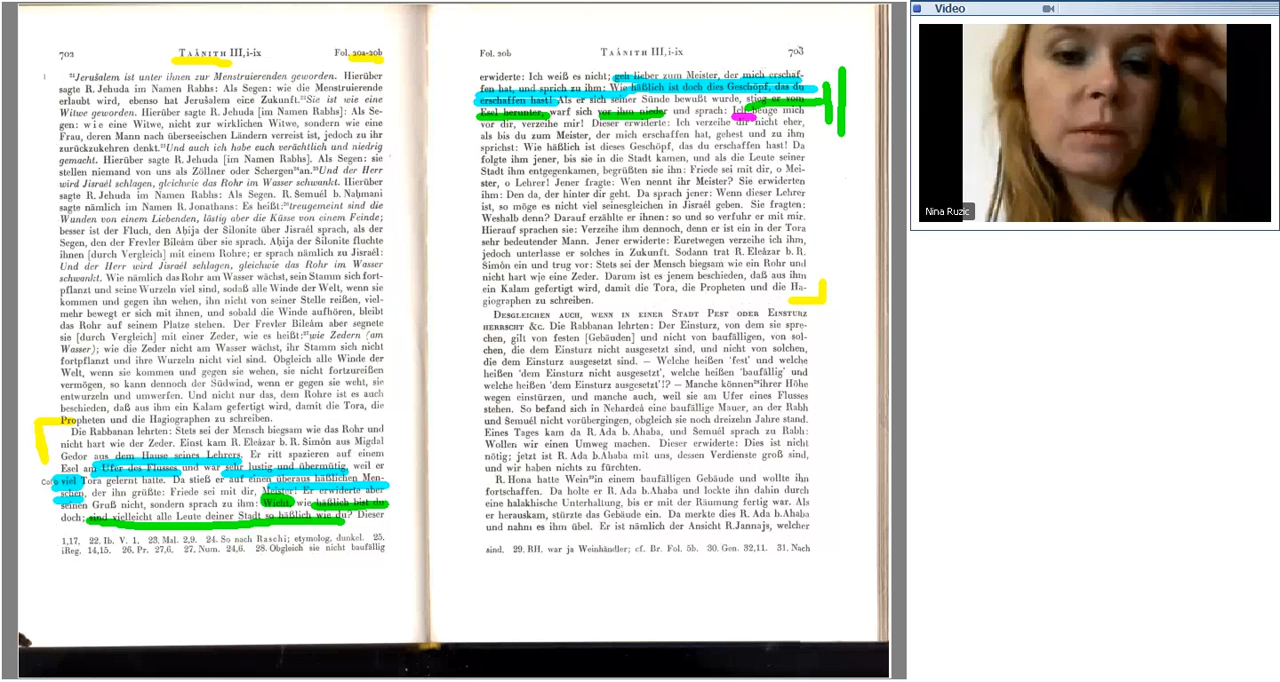 702
TAÂNITH III,i-ix
Fol. 20a-20b
²¹Jerušalem ist unter ihnen zur Menstruierenden geworden. Hierüber
sagte R. Jehuda im Namen Rabhs: Als Segen: wie die Menstruierende
erlaubt wird, ebenso hat Jerušalem eine Zukunft.²²Sie ist wie eine
Witwe geworden. Hierüber sagte R. Jehuda [im Namen Rabhs]: Als Se-
gen: wie eine Witwe, nicht zur wirklichen Witwe, sondern wie eine
Frau, deren Mann nach überseeischen Ländern verreist ist, jedoch zu ihr
zurückzukehren denkt.²³Und auch ich habe euch verächtlich und niedrig
gemacht. Hierüber sagte R. Jehuda [im Namen Rabhs]. Als Segen: sie
stellen niemand von uns als Zöllner oder Schergen²⁴an.²⁵Und der Herr
wird Jisraél schlagen, gleichwie das Rohr im Wasser schwankt. Hierüber
sagte R. Jehuda im Namen Rabhs: Als Segen. R. Semuél b. Naḥmani
sagte nämlich im Namen R. Jonathans: Es heißt:²⁶treugemeint sind die
Wunden von einem Liebenden, lästig aber die Küsse von einem Feinde;
besser ist der Fluch, den Aḥija der Šilonite über Jisraél sprach, als der
Segen, den der Frevler Bileâm über sie sprach. Aḥija der Šilonite fluchte
ihnen [durch Vergleich] mit einem Rohre; er sprach nämlich zu Jisraél:
Und der Herr wird Jisraél schlagen, gleichwie das Rohr im Wasser
schwankt. Wie nämlich das Rohr am Wasser wächst, sein Stamm sich fort-
pflanzt und seine Wurzeln viel sind, sodaß alle Winde der Welt, wenn sie
kommen und gegen ihn wehen, ihn nicht von seiner Stelle reißen, viel-
mehr bewegt er sich mit ihnen, und sobald die Winde aufhören, bleibt
das Rohr auf seinem Platze stehen. Der Frevler Bileâm aber segnete
sie [durch Vergleich] mit einer Zeder, wie es heißt:²⁷wie Zedern (am
Wasser); wie die Zeder nicht am Wasser wächst, ihr Stamm sich nicht
fortpflanzt und ihre Wurzeln nicht viel sind. Obgleich alle Winde der
Welt, wenn sie kommen und gegen sie wehen, sie nicht fortzureißen
vermögen, so kann dennoch der Südwind, wenn er gegen sie weht, sie
entwurzeln und umwerfen. Und nicht nur das, dem Rohre ist es auch
beschieden, daß aus ihm ein Kalam gefertigt wird, damit die Tora, die
Propheten und die Hagiographen zu schreiben.
Die Rabbanan lehrten: Stets sei der Mensch biegsam wie das Rohr und
nicht hart wie der Zeder. Einst kam R. Eleâzar b. R. Simôn aus Migdal
Gedor aus dem Hause seines Lehrers. Er ritt spazieren auf einem
Esel am Ufer des Flusses und war sehr lustig und übermütig, weil er
viel Tora gelernt hatte. Da stieß er auf einen überaus häßlichen Men-
schen, der ihn grüßte: Friede sei mit dir, Meister! Er erwiderte aber
seinen Gruß nicht, sondern sprach zu ihm: Wicht, wie häßlich bist du
doch; sind vielleicht alle Leute deiner Stadt so häßlich wie du? Dieser
1,17. 22. Ib. V. 1. 23. Mal. 2,9. 24. So nach Raschi; etymolog. dunkel. 25.
iReg. 14,15. 26. Pr. 27,6. 27. Num. 24,6. 28. Obgleich sie nicht baufällig
Fol. 20b
TAÂNITH III,i-ix
703
erwiderte: Ich weiß es nicht; geh lieber zum Meister, der mich erschaf-
fen hat, und sprich zu ihm: Wie häßlich ist doch dies Geschöpf, das du
erschaffen hast! Als er sich seiner Sünde bewußt wurde, stieg er vom
Esel herunter, warf sich vor ihm nieder und sprach: Ich beuge mich
vor dir, verzeihe mir! Dieser erwiderte: Ich verzeihe dir nicht eher,
als bis du zum Meister, der mich erschaffen hat, gehest und zu ihm
sprichst: Wie häßlich ist dieses Geschöpf, das du erschaffen hast! Da
folgte ihm jener, bis sie in die Stadt kamen, und als die Leute seiner
Stadt ihm entgegenkamen, begrüßten sie ihn: Friede sei mit dir, o Mei-
ster, o Lehrer! Jener fragte: Wen nennt ihr Meister? Sie erwiderten
ihm: Den da, der hinter dir geht. Da sprach jener: Wenn dieser Lehrer
ist, so möge es nicht viel seinesgleichen in Jisraél geben. Sie fragten:
Weshalb denn? Darauf erzählte er ihnen: so und so verfuhr er mit mir.
Hierauf sprachen sie: Verzeihe ihm dennoch, denn er ist ein in der Tora
sehr bedeutender Mann. Jener erwiderte: Euretwegen verzeihe ich ihm,
jedoch unterlasse er solches in Zukunft. Sodann trat R. Eleâzar b. R.
Simôn ein und trug vor: Stets sei der Mensch biegsam wie ein Rohr und
nicht hart wie eine Zeder. Darum ist es jenem beschieden, daß aus ihm
ein Kalam gefertigt wird, damit die Tora, die Propheten und die Ha-
giographen zu schreiben.
DESGLEICHEN AUCH, WENN IN EINER STADT PEST ODER EINSTURZ
HERRSCHT &c. Die Rabbanan lehrten: Der Einsturz, von dem sie spre-
chen, gilt von festen [Gebäuden] und nicht von baufälligen, von sol-
chen, die dem Einsturz nicht ausgesetzt sind, und nicht von solchen,
die dem Einsturz ausgesetzt sind. — Welche heißen 'fest' und welche
heißen 'dem Einsturz nicht ausgesetzt', welche heißen 'baufällig' und
welche heißen 'dem Einsturz ausgesetzt'!? — Manche können²⁸ihrer Höhe
wegen einstürzen, und manche auch, weil sie am Ufer eines Flusses
stehen. So befand sich in Nehardeâ eine baufällige Mauer, an der Rabh
und Semuél nicht vorübergingen, obgleich sie noch dreizehn Jahre stand.
Eines Tages kam da R. Ada b. Ahaba, und Semuél sprach zu Rabh:
Wollen wir einen Umweg machen. Dieser erwiderte: Dies ist nicht
nötig; jetzt ist R. Ada b.Ahaba mit uns, dessen Verdienste groß sind,
und wir haben nichts zu fürchten.
R. Hona hatte Wein²⁹in einem baufälligen Gebäude und wollte ihn
fortschaffen. Da holte er R. Ada b.Ahaba und lockte ihn dahin durch
eine halakhische Unterhaltung, bis er mit der Räumung fertig war. Als
er herauskam, stürzte das Gebäude ein. Da merkte dies R. Ada b.Ahaba
und nahm es ihm übel. Er ist nämlich der Ansicht R.Jannajs, welcher
sind. 29. RH. war ja Weinhändler; cf. Br. Fol. 5b. 30. Gen. 32,11. 31. Nach
Video
Nina Ruzic